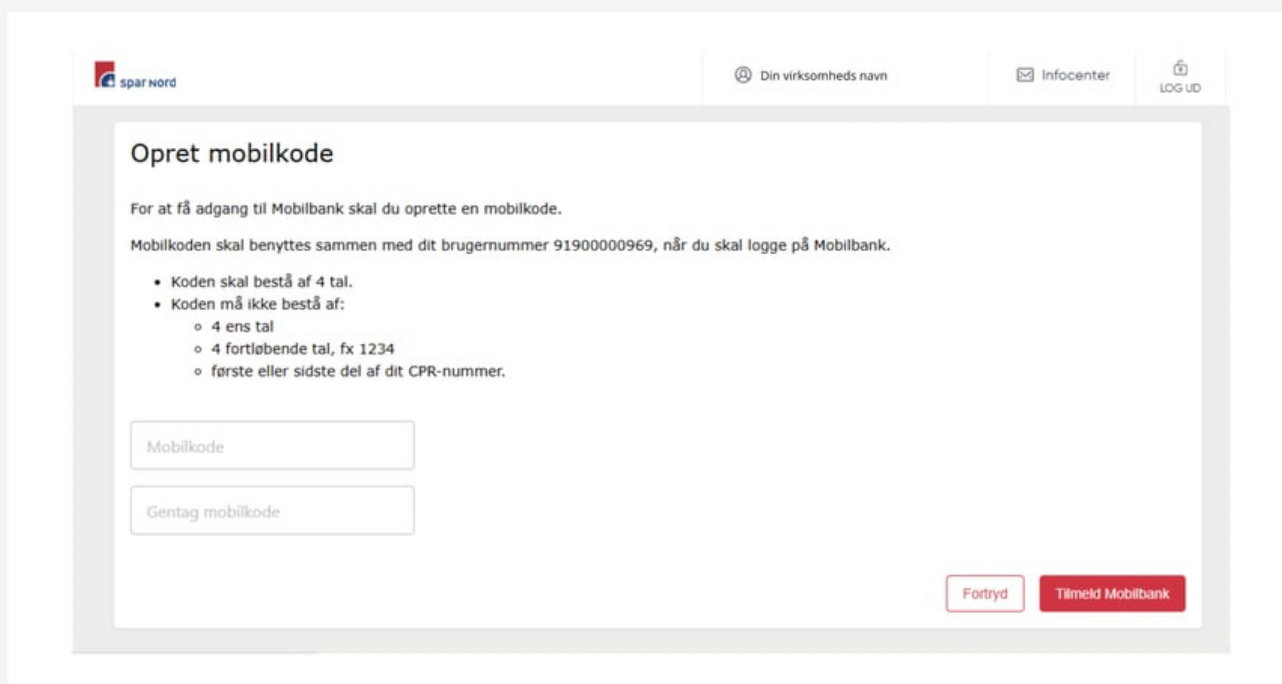 spar Nord
Din virksomheds navn
Infocenter
LOG UD
Opret mobilkode
For at få adgang til Mobilbank skal du oprette en mobilkode.
Mobilkoden skal benyttes sammen med dit brugernummer 91900000969, når du skal logge på Mobilbank.
• Koden skal bestå af 4 tal.
• Koden må ikke bestå af:
◦ 4 ens tal
◦ 4 fortløbende tal, fx 1234
◦ første eller sidste del af dit CPR-nummer.
Mobilkode
Gentag mobilkode
Fortryd
Tilmeld Mobilbank